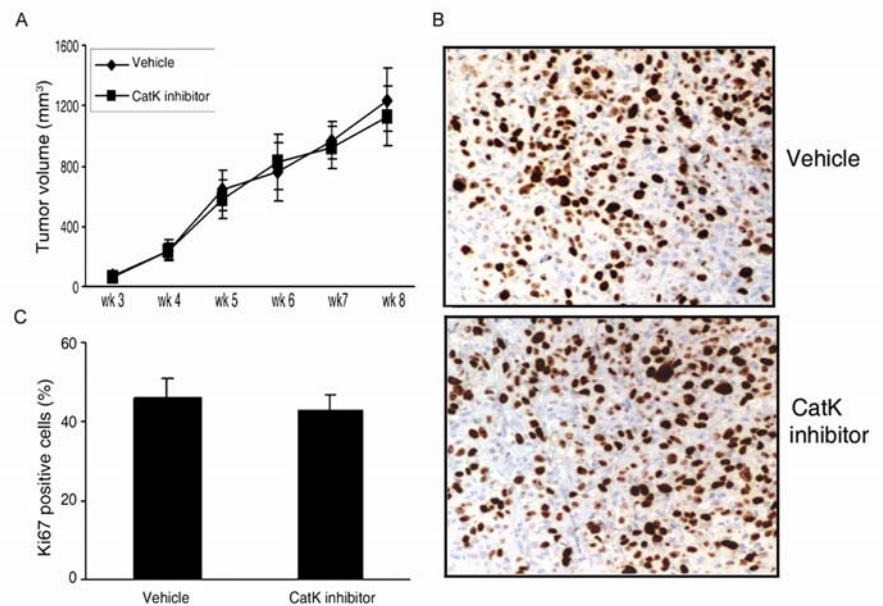 A
Tumor volume (mm³)
1600
1200
800
400
0
Vehicle
CatK inhibitor
wk 3 wk 4 wk 5 wk 6 wk7 wk 8
B
Vehicle
CatK
inhibitor
C
Ki67 positive cells (%)
60
40
20
0
Vehicle CatK inhibitor